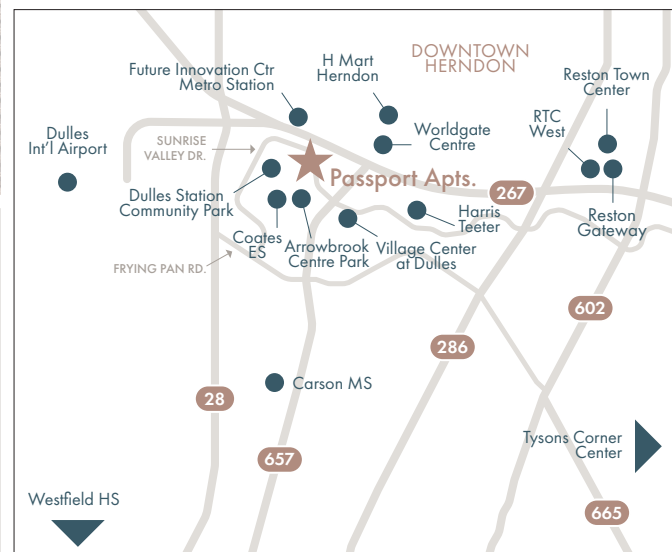 DOWNTOWN
HERNDON
H Mart
Herndon
Future Innovation Ctr
Metro Station
Reston Town
Center
RTC
West
Dulles
Int'l Airport
SUNRISE
VALLEY DR.
Worldgate
Centre
Passport Apts.
267
Dulles Station
Community Park
Harris
Teeter
Reston
Gateway
Coates
ES
Arrowbrook
Centre Park
Village Center
at Dulles
FRYING PAN RD.
602
286
Carson MS
28
Tysons Corner
Center
657
Westfield HS
665